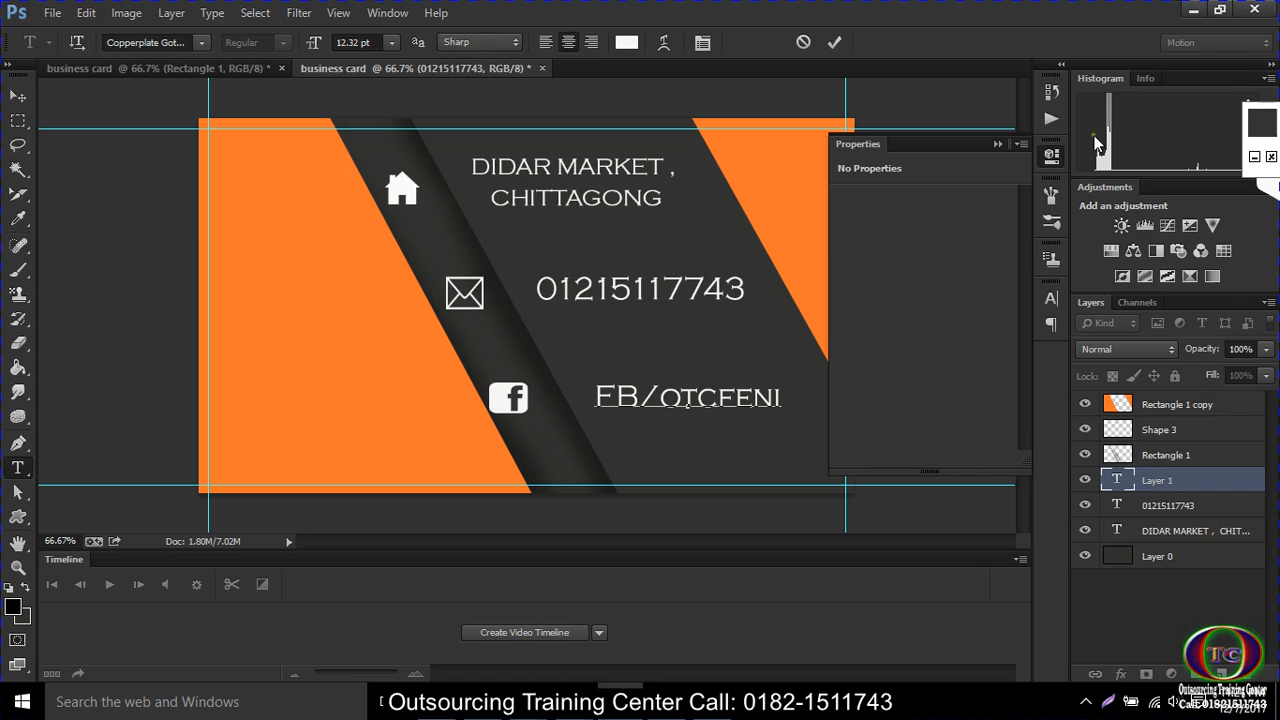 Ps File Edit Image Layer Type Select Filter View Window Help
T Copperplate Got... Regular 12.32 pt aa Sharp Motion
business card @ 66.7% (Rectangle 1, RGB/8) * × business card @ 66.7% (01215117743, RGB/8) * ×
Histogram Info
Properties
No Properties
Adjustments
Add an adjustment
DIDAR MARKET ,
CHITTAGONG
01215117743
FB/OTCFENI
Layers Channels
Kind
Normal Opacity: 100%
Lock: Fill: 100%
Rectangle 1 copy
Shape 3
Rectangle 1
T Layer 1
T 01215117743
T DIDAR MARKET , CHIT...
Layer 0
66.67% Doc: 1.80M/7.02M
Timeline
Create Video Timeline
OTC
Outsourcing Training Center
Call:01821511743
Search the web and Windows
Outsourcing Training Center Call: 0182-1511743
12/7/2017